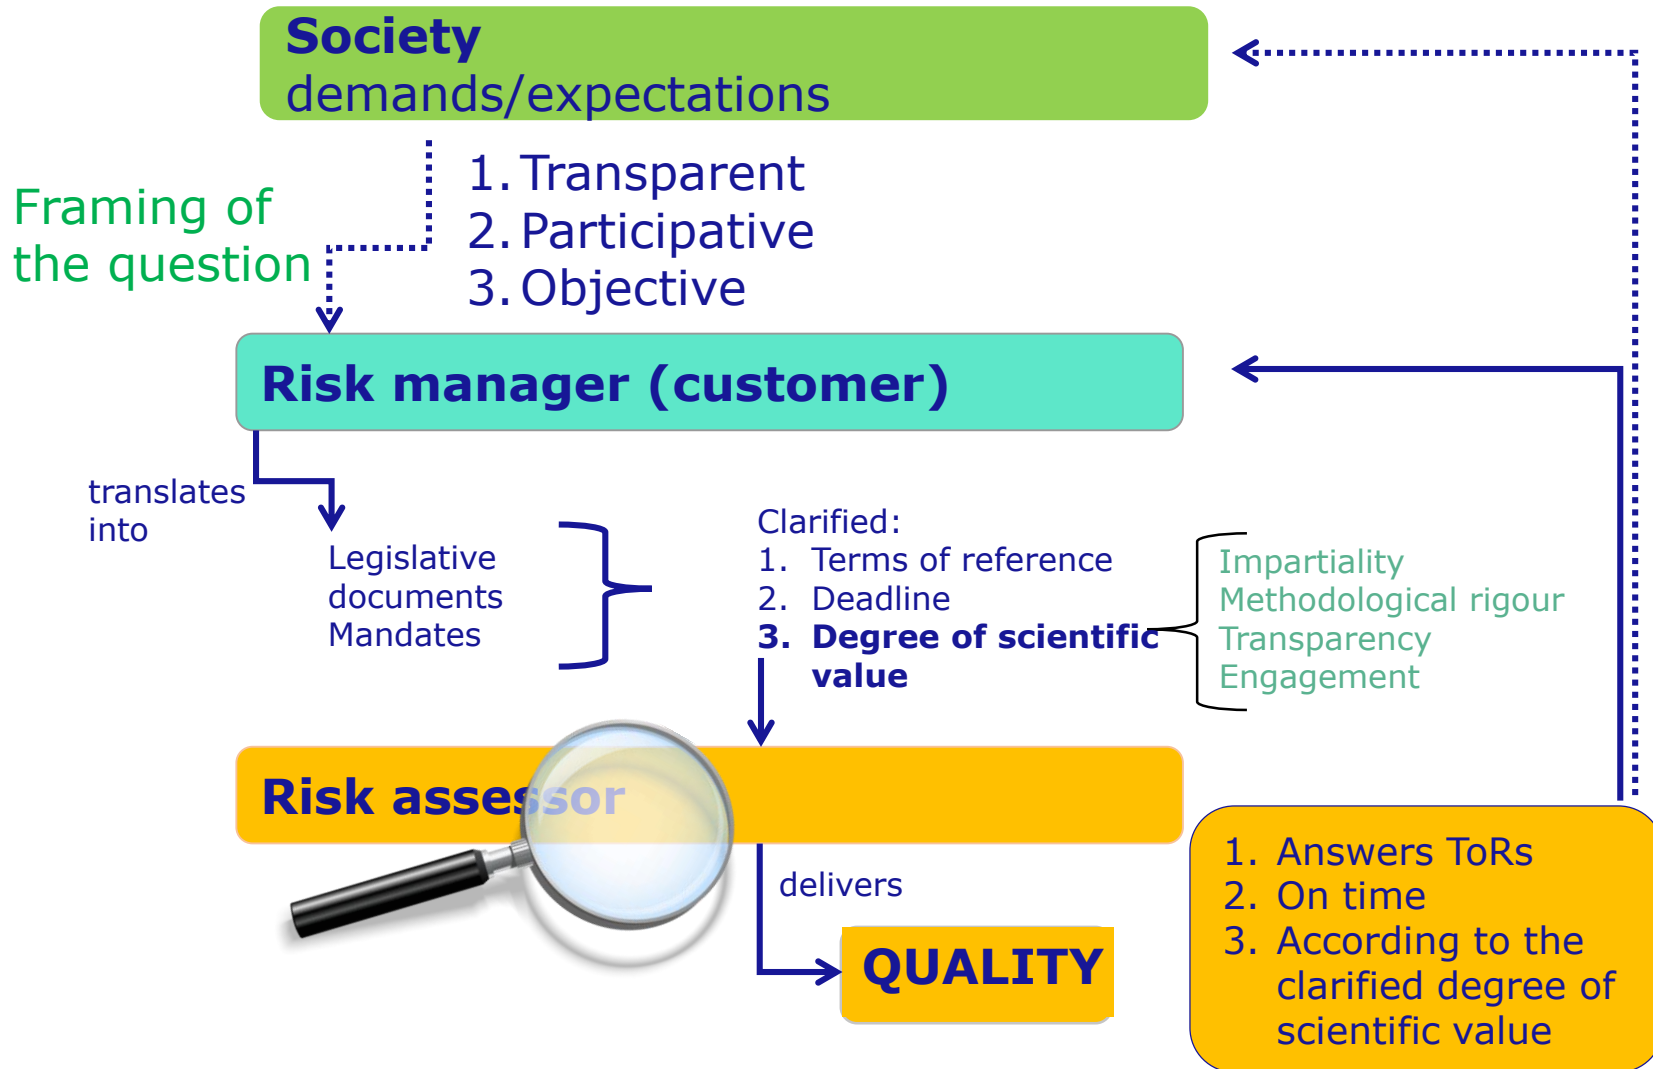 Society
demands/expectations
1. Transparent
2. Participative
3. Objective
Framing of
the question
Risk manager (customer)
translates
into
Legislative
documents
Mandates
Clarified:
1. Terms of reference
2. Deadline
3. Degree of scientific
value
Impartiality
Methodological rigour
Transparency
Engagement
Risk assessor
delivers
QUALITY
1. Answers ToRs
2. On time
3. According to the
clarified degree of
scientific value